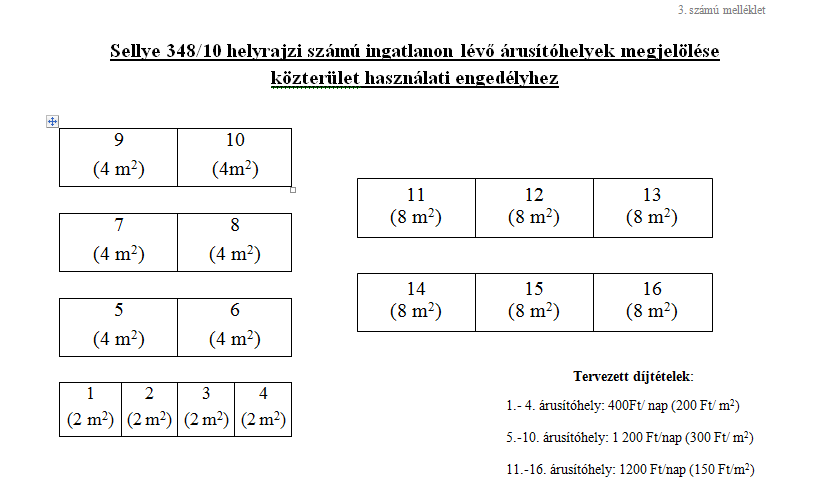 3. számú melléklet
Sellye 348/10 helyrajzi számú ingatlanon lévő árusítóhelyek megjelölése
közterület használati engedélyhez
9 10
(4 m²) (4m²)
7 8
(4 m²) (4 m²)
5 6
(4 m²) (4 m²)
1 2 3 4
(2 m²) (2 m²) (2 m²) (2 m²)
11 12 13
(8 m²) (8 m²) (8 m²)
14 15 16
(8 m²) (8 m²) (8 m²)
Tervezett díjtételek:
1.- 4. árusítóhely: 400Ft/ nap (200 Ft/ m²)
5.-10. árusítóhely: 1 200 Ft/nap (300 Ft/ m²)
11.-16. árusítóhely: 1200 Ft/nap (150 Ft/m²)